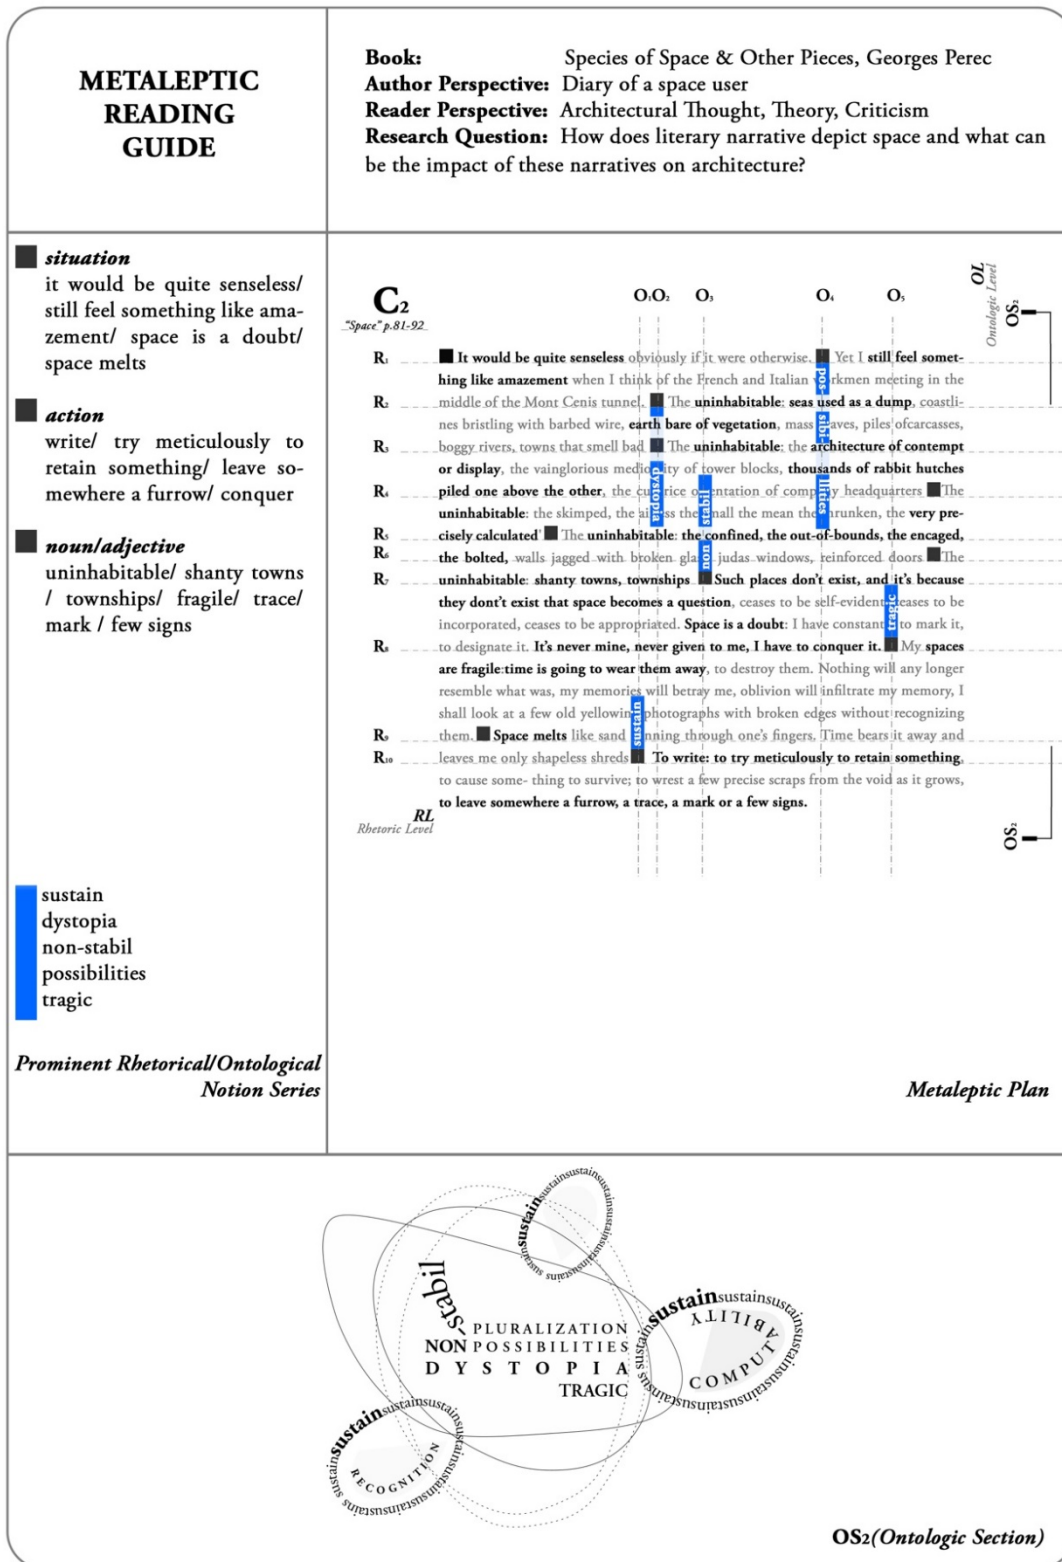 METALEPTIC
READING
GUIDE
Book: Species of Space & Other Pieces, Georges Perec
Author Perspective: Diary of a space user
Reader Perspective: Architectural Thought, Theory, Criticism
Research Question: How does literary narrative depict space and what can
be the impact of these narratives on architecture?
situation
it would be quite senseless/
still feel something like ama-
zement/ space is a doubt/
space melts
action
write/ try meticulously to
retain something/ leave so-
mewhere a furrow/ conquer
noun/adjective
uninhabitable/ shanty towns
/ townships/ fragile/ trace/
mark / few signs
sustain
dystopia
non-stabil
possibilities
tragic
Prominent Rhetorical/Ontological
Notion Series
C2
"Space" p.81-92
O1 O2 O3 O4 O5
OL
Ontologic Level
OS2
R1 It would be quite senseless obviously if it were otherwise. Yet I still feel somet-
hing like amazement when I think of the French and Italian workmen meeting in the
R2 middle of the Mont Cenis tunnel. The uninhabitable: seas used as a dump, coastli-
nes bristling with barbed wire, earth bare of vegetation, mass graves, piles ofcarcasses,
R3 boggy rivers, towns that smell bad The uninhabitable: the architecture of contempt
or display, the vainglorious mediocrity of tower blocks, thousands of rabbit hutches
R4 piled one above the other, the cutprice orientation of company headquarters The
uninhabitable: the skimped, the airless the small the mean the shrunken, the very pre-
R5 cisely calculated' The uninhabitable: the confined, the out-of-bounds, the encaged,
R6 the bolted, walls jagged with broken glass judas windows, reinforced doors The
R7 uninhabitable: shanty towns, townships Such places don't exist, and it's because
they dont't exist that space becomes a question, ceases to be self-evident ceases to be
incorporated, ceases to be appropriated. Space is a doubt: I have constantly to mark it,
R8 to designate it. It's never mine, never given to me, I have to conquer it. My spaces
are fragile:time is going to wear them away, to destroy them. Nothing will any longer
resemble what was, my memories will betray me, oblivion will infiltrate my memory, I
shall look at a few old yellowing photographs with broken edges without recognizing
R9 them. Space melts like sand running through one's fingers. Time bears it away and
R10 leaves me only shapeless shreds To write: to try meticulously to retain something,
to cause some- thing to survive; to wrest a few precise scraps from the void as it grows,
to leave somewhere a furrow, a trace, a mark or a few signs.
pos-
sibi-
lities
dystopia
stabil
non
tragic
sustain
RL
Rhetoric Level
OS2
Metaleptic Plan
sustainsustainsustainsustainsustain sustain
-stabil
PLURALIZATION
NON POSSIBILITIES
DYSTOPIA
TRAGIC
sustainsustainsustainsustainsustainsustainsustain sustain
COMPUTABILITY
sustainsustainsustainsustainsustainsustainsustain sustain
RECOGNITION
OS2(Ontologic Section)